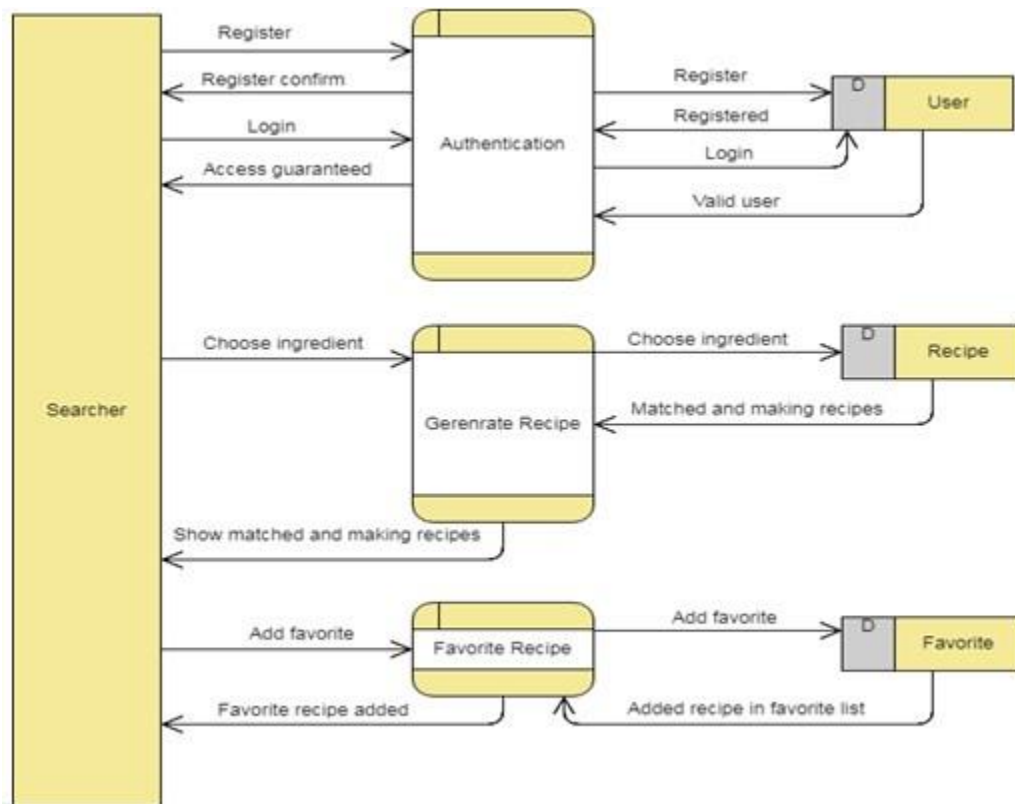 Register
Register confirm
Login
Access guaranteed
Authentication
Register
Registered
Login
Valid user
D
User
Searcher
Choose ingredient
Gerenrate Recipe
Choose ingredient
Matched and making recipes
D
Recipe
Show matched and making recipes
Add favorite
Favorite Recipe
Add favorite
D
Favorite
Favorite recipe added
Added recipe in favorite list